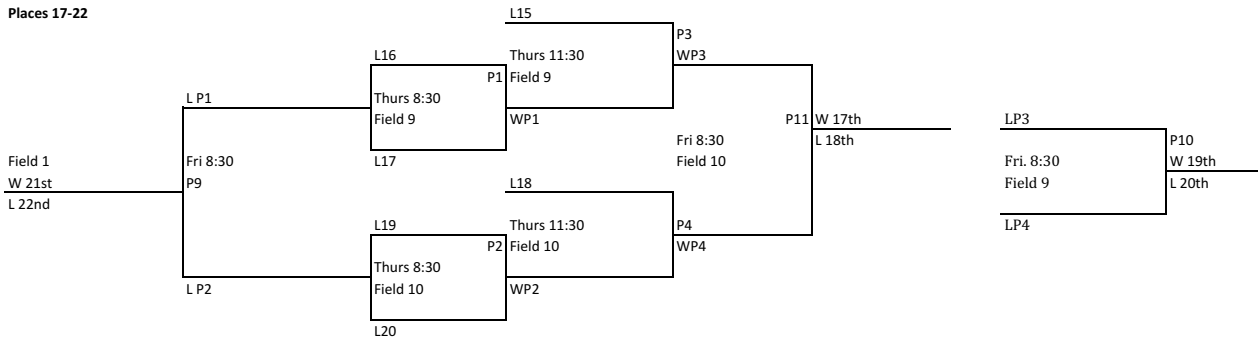 Places 17-22
L15
P3
L16
Thurs 11:30
WP3
P1
Field 9
L P1
Thurs 8:30
Field 9
WP1
P11
W 17th
LP3
Fri 8:30
L 18th
P10
L17
Field 10
Field 1
Fri 8:30
Fri. 8:30
W 19th
W 21st
P9
L18
Field 9
L 20th
L 22nd
L19
Thurs 11:30
P4
LP4
P2
Field 10
WP4
Thurs 8:30
L P2
Field 10
WP2
L20